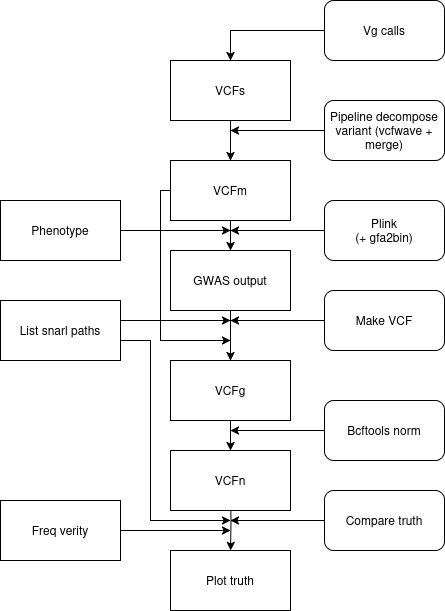 Vg calls
VCFs
Pipeline decompose
variant (vcfwave +
merge)
VCFm
Phenotype
Plink
(+ gfa2bin)
GWAS output
List snarl paths
Make VCF
VCFg
Bcftools norm
VCFn
Freq verity
Compare truth
Plot truth